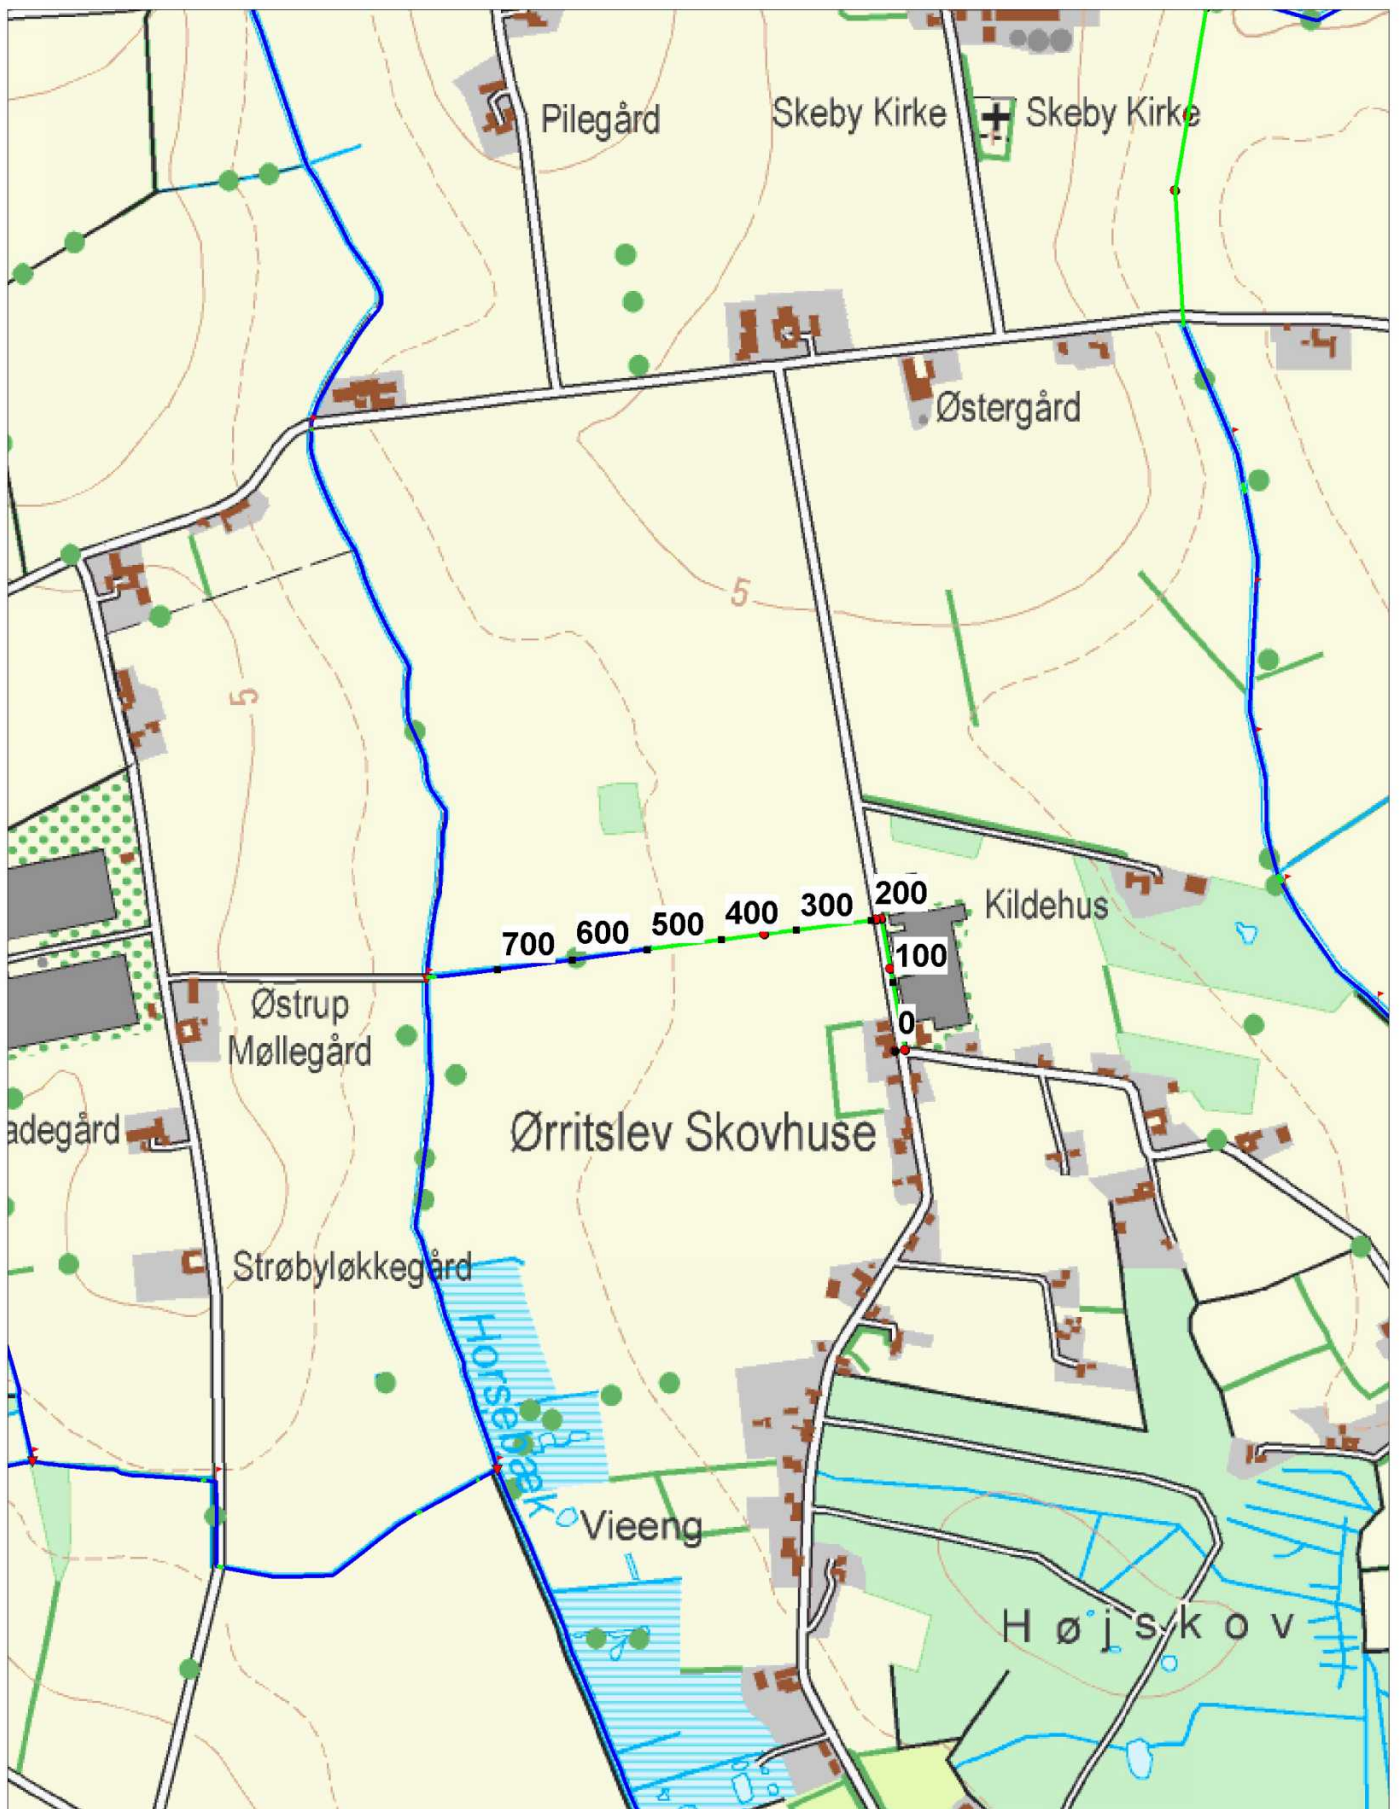 Pilegård
Skeby Kirke
Skeby Kirke
Østergård
5
5
200
Kildehus
300
400
500
600
700
100
0
Østrup
Møllegård
adegård
Ørritslev Skovhuse
Strøbyløkkegård
Horsebæk
Vieeng
Højskov